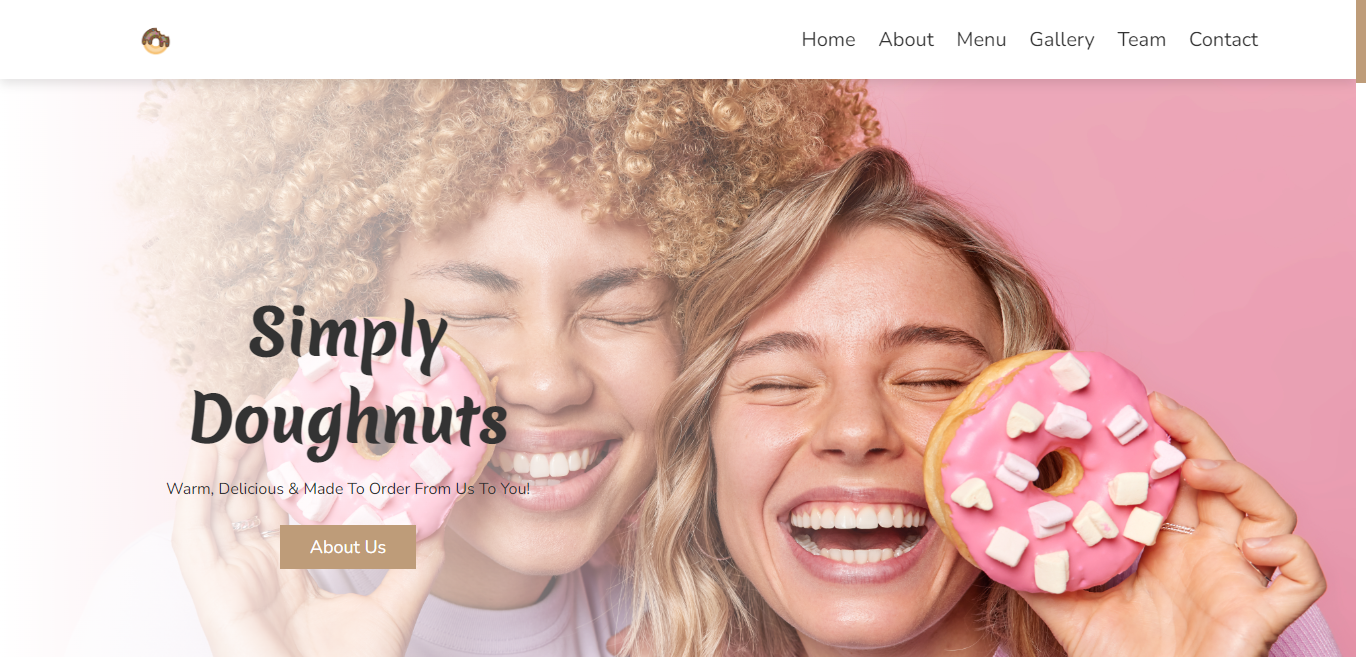 Home About Menu Gallery Team Contact
Simply
Doughnuts
Warm, Delicious & Made To Order From Us To You!
About Us